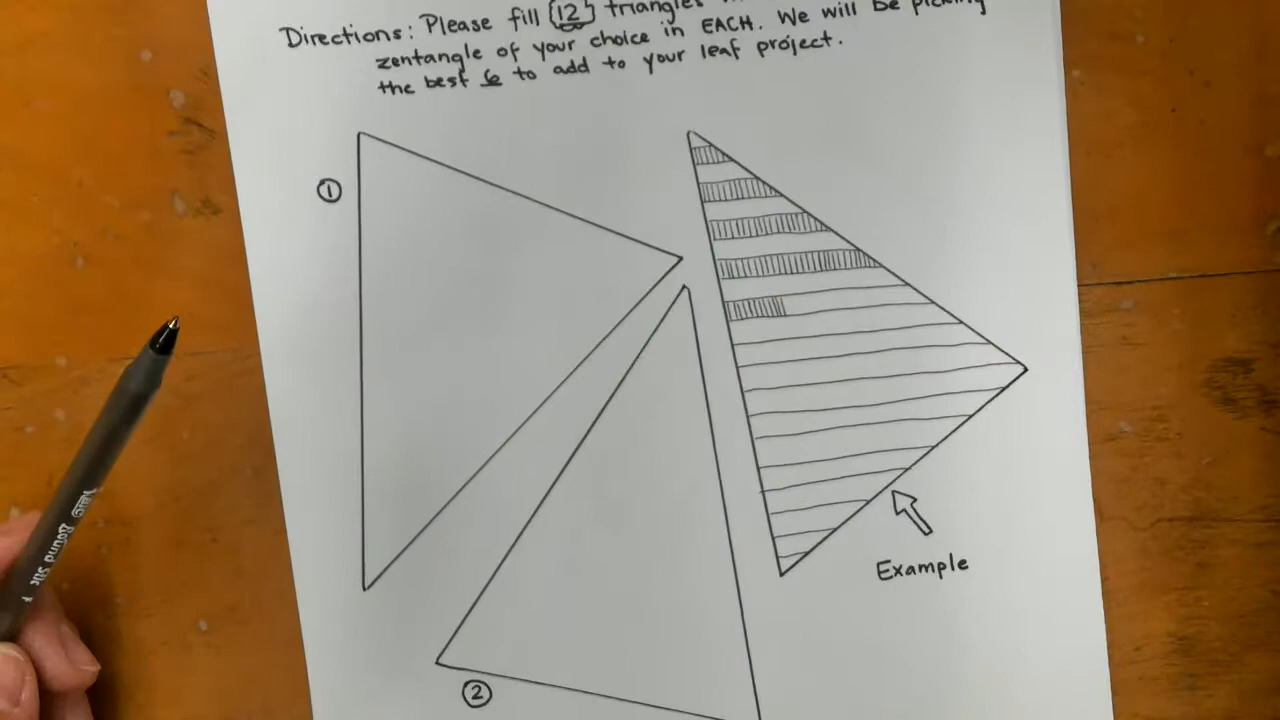 Directions: Please fill 12 triangles
zentangle of your choice in EACH. We will be picking
the best 6 to add to your leaf project.
①
②
Example
Round Stic